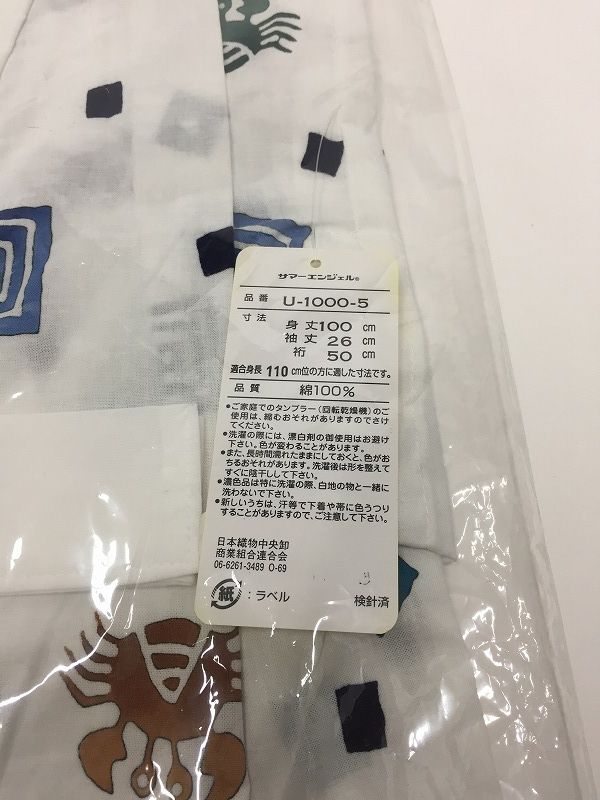 サマーエンジェル®
品番 U-1000-5
寸法
身丈100 cm
袖丈 26 cm
裄 50 cm
適合身長 110 cm位の方に適した寸法です。
品質 綿100%
●ご家庭でのタンブラー(回転乾燥機)のご
使用は、縮むおそれがありますのでさけ
てください。
●洗濯の際には、漂白剤の御使用はお避け
下さい。色が変わることがあります。
●また、長時間濡れたままにしておくと、色がお
ちるおそれがあります。洗濯後は形を整えて
すぐに陰干しして下さい。
●濃色品は特に洗濯の際、白地の物と一緒に
洗わないで下さい。
●新しいうちは、汗等で下着や帯に色うつり
することがありますので、ご注意して下さい。
日本織物中央卸
商業組合連合会
06-6261-3489 O-69
紙:ラベル
検針済